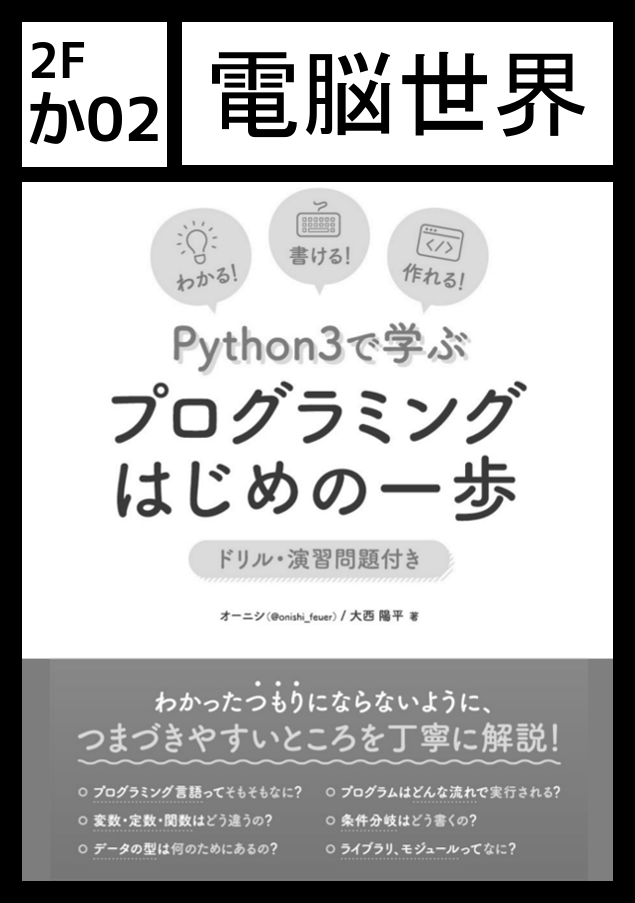 2F
か02
電脳世界
わかる!
書ける!
作れる!
Python3で学ぶ
プログラミング
はじめの一歩
ドリル・演習問題付き
オーニシ(@onishi_feuer) / 大西 陽平 著
わかったつもりにならないように、
つまづきやすいところを丁寧に解説!
プログラミング言語ってそもそもなに?
プログラムはどんな流れで実行される?
変数・定数・関数はどう違うの?
条件分岐はどう書くの?
データの型は何のためにあるの?
ライブラリ、モジュールってなに?